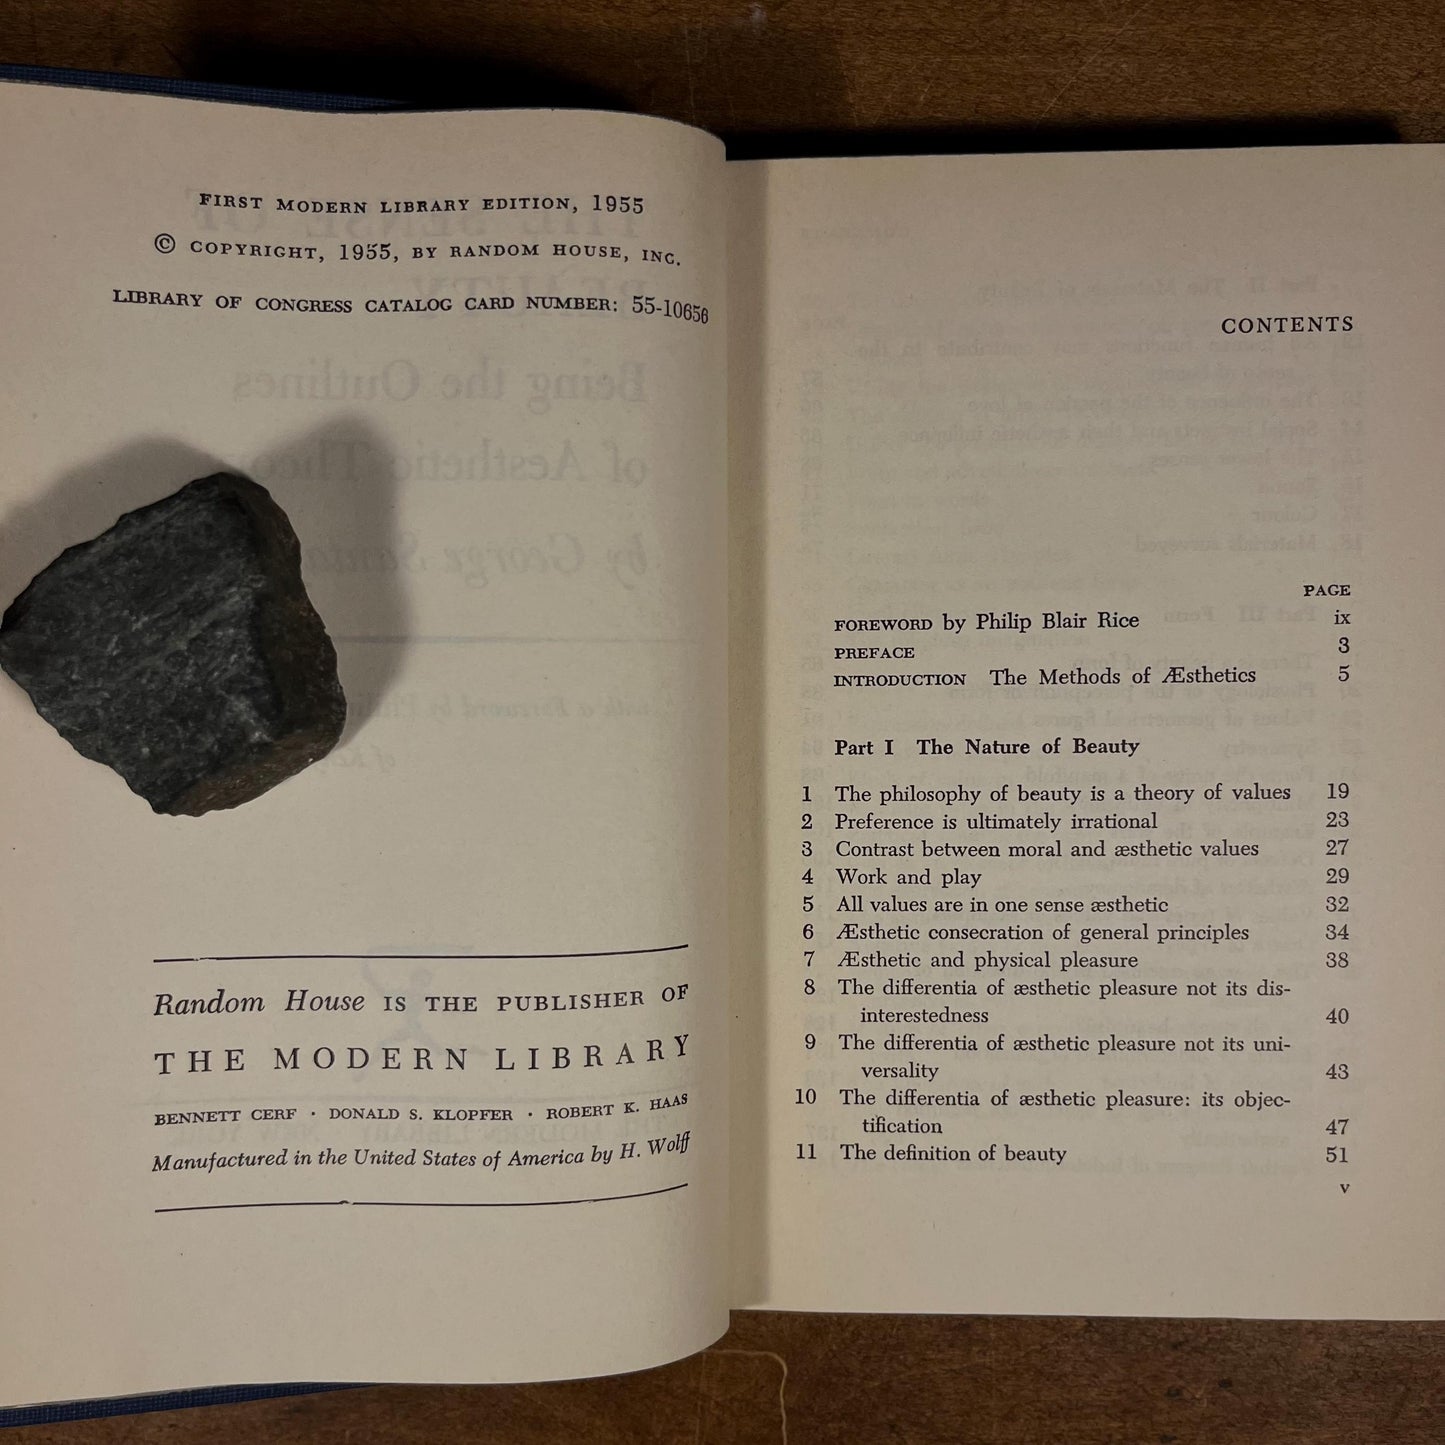 FIRST MODERN LIBRARY EDITION, 1955
© COPYRIGHT, 1955, BY RANDOM HOUSE, INC.
LIBRARY OF CONGRESS CATALOG CARD NUMBER: 55-10656
Random House IS THE PUBLISHER OF
THE MODERN LIBRARY
BENNETT CERF · DONALD S. KLOPFER · ROBERT K. HAAS
Manufactured in the United States of America by H. Wolff
CONTENTS
PAGE
FOREWORD by Philip Blair Rice ix
PREFACE 3
INTRODUCTION The Methods of Æsthetics 5
Part I The Nature of Beauty
1 The philosophy of beauty is a theory of values 19
2 Preference is ultimately irrational 23
3 Contrast between moral and æsthetic values 27
4 Work and play 29
5 All values are in one sense æsthetic 32
6 Æsthetic consecration of general principles 34
7 Æsthetic and physical pleasure 38
8 The differentia of æsthetic pleasure not its dis-
interestedness 40
9 The differentia of æsthetic pleasure not its uni-
versality 43
10 The differentia of æsthetic pleasure: its objec-
tification 47
11 The definition of beauty 51
v